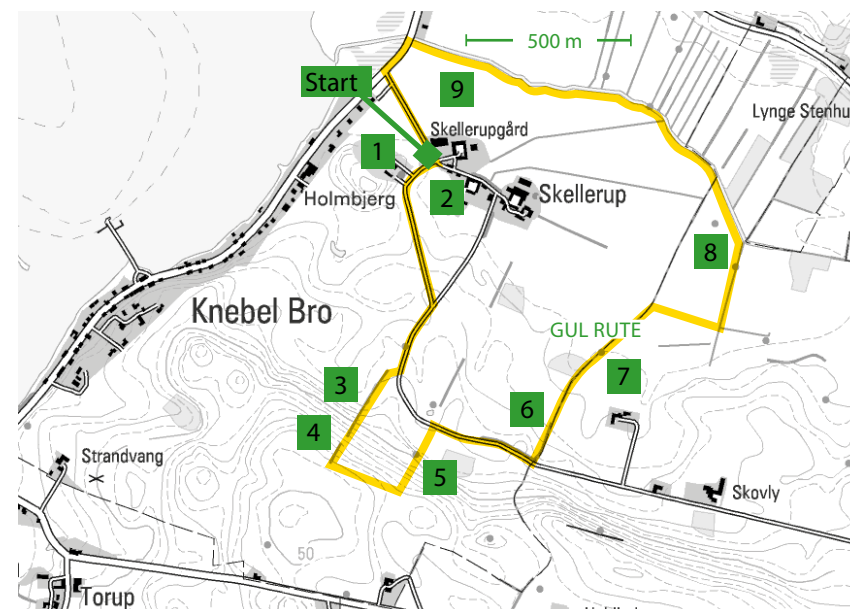 500 m
Start
9
Lynge Stenhu
Skellerupgård
1
Holmbjerg
2
Skellerup
8
Knebel Bro
GUL RUTE
3
7
6
4
5
Strandvang
Skovly
50
Torup